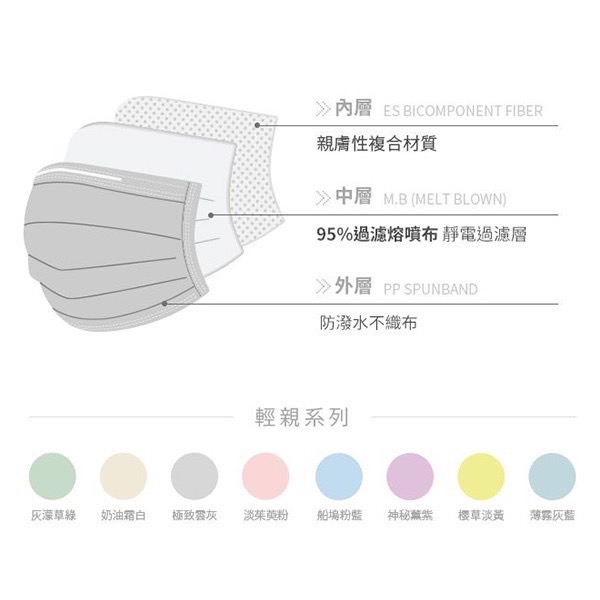 內層 ES BICOMPONENT FIBER
親膚性複合材質
中層 M.B (MELT BLOWN)
95%過濾熔噴布 靜電過濾層
外層 PP SPUNBAND
防潑水不織布
輕親系列
灰濛草綠 奶油霜白 極致雲灰 淡茱萸粉 船塢粉藍 神秘薰紫 櫻草淡黃 薄霧灰藍